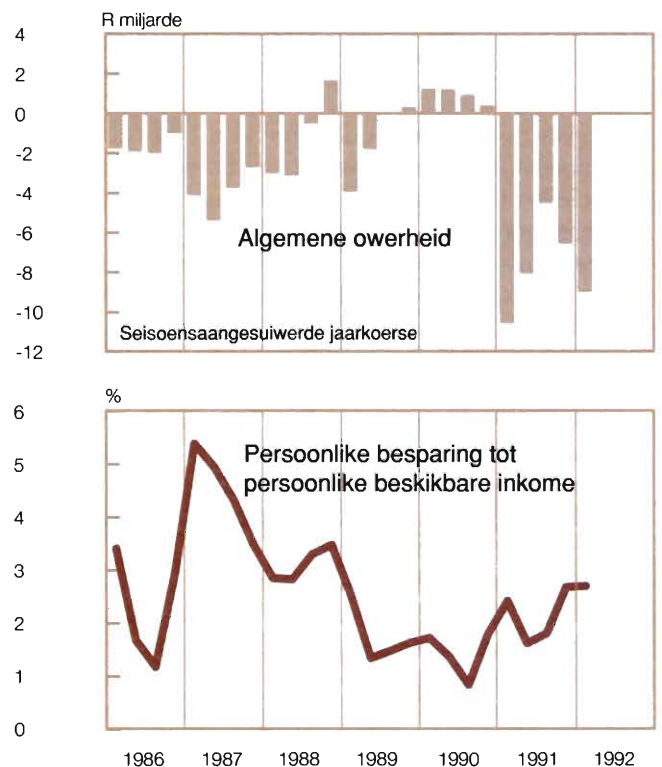 R miljarde
4
2
0
-2
-4
-6
-8
-10
-12
Algemene owerheid
Seisoensaangesuiwerde jaarkoerse
%
6
5
4
3
2
1
0
Persoonlike besparing tot
persoonlike beskikbare inkome
1986 1987 1988 1989 1990 1991 1992